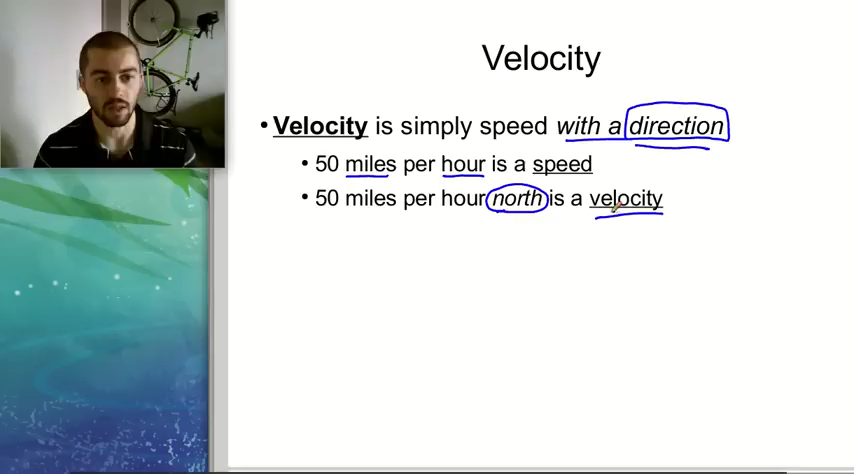 Velocity
• Velocity is simply speed with a direction
• 50 miles per hour is a speed
• 50 miles per hour north is a velocity